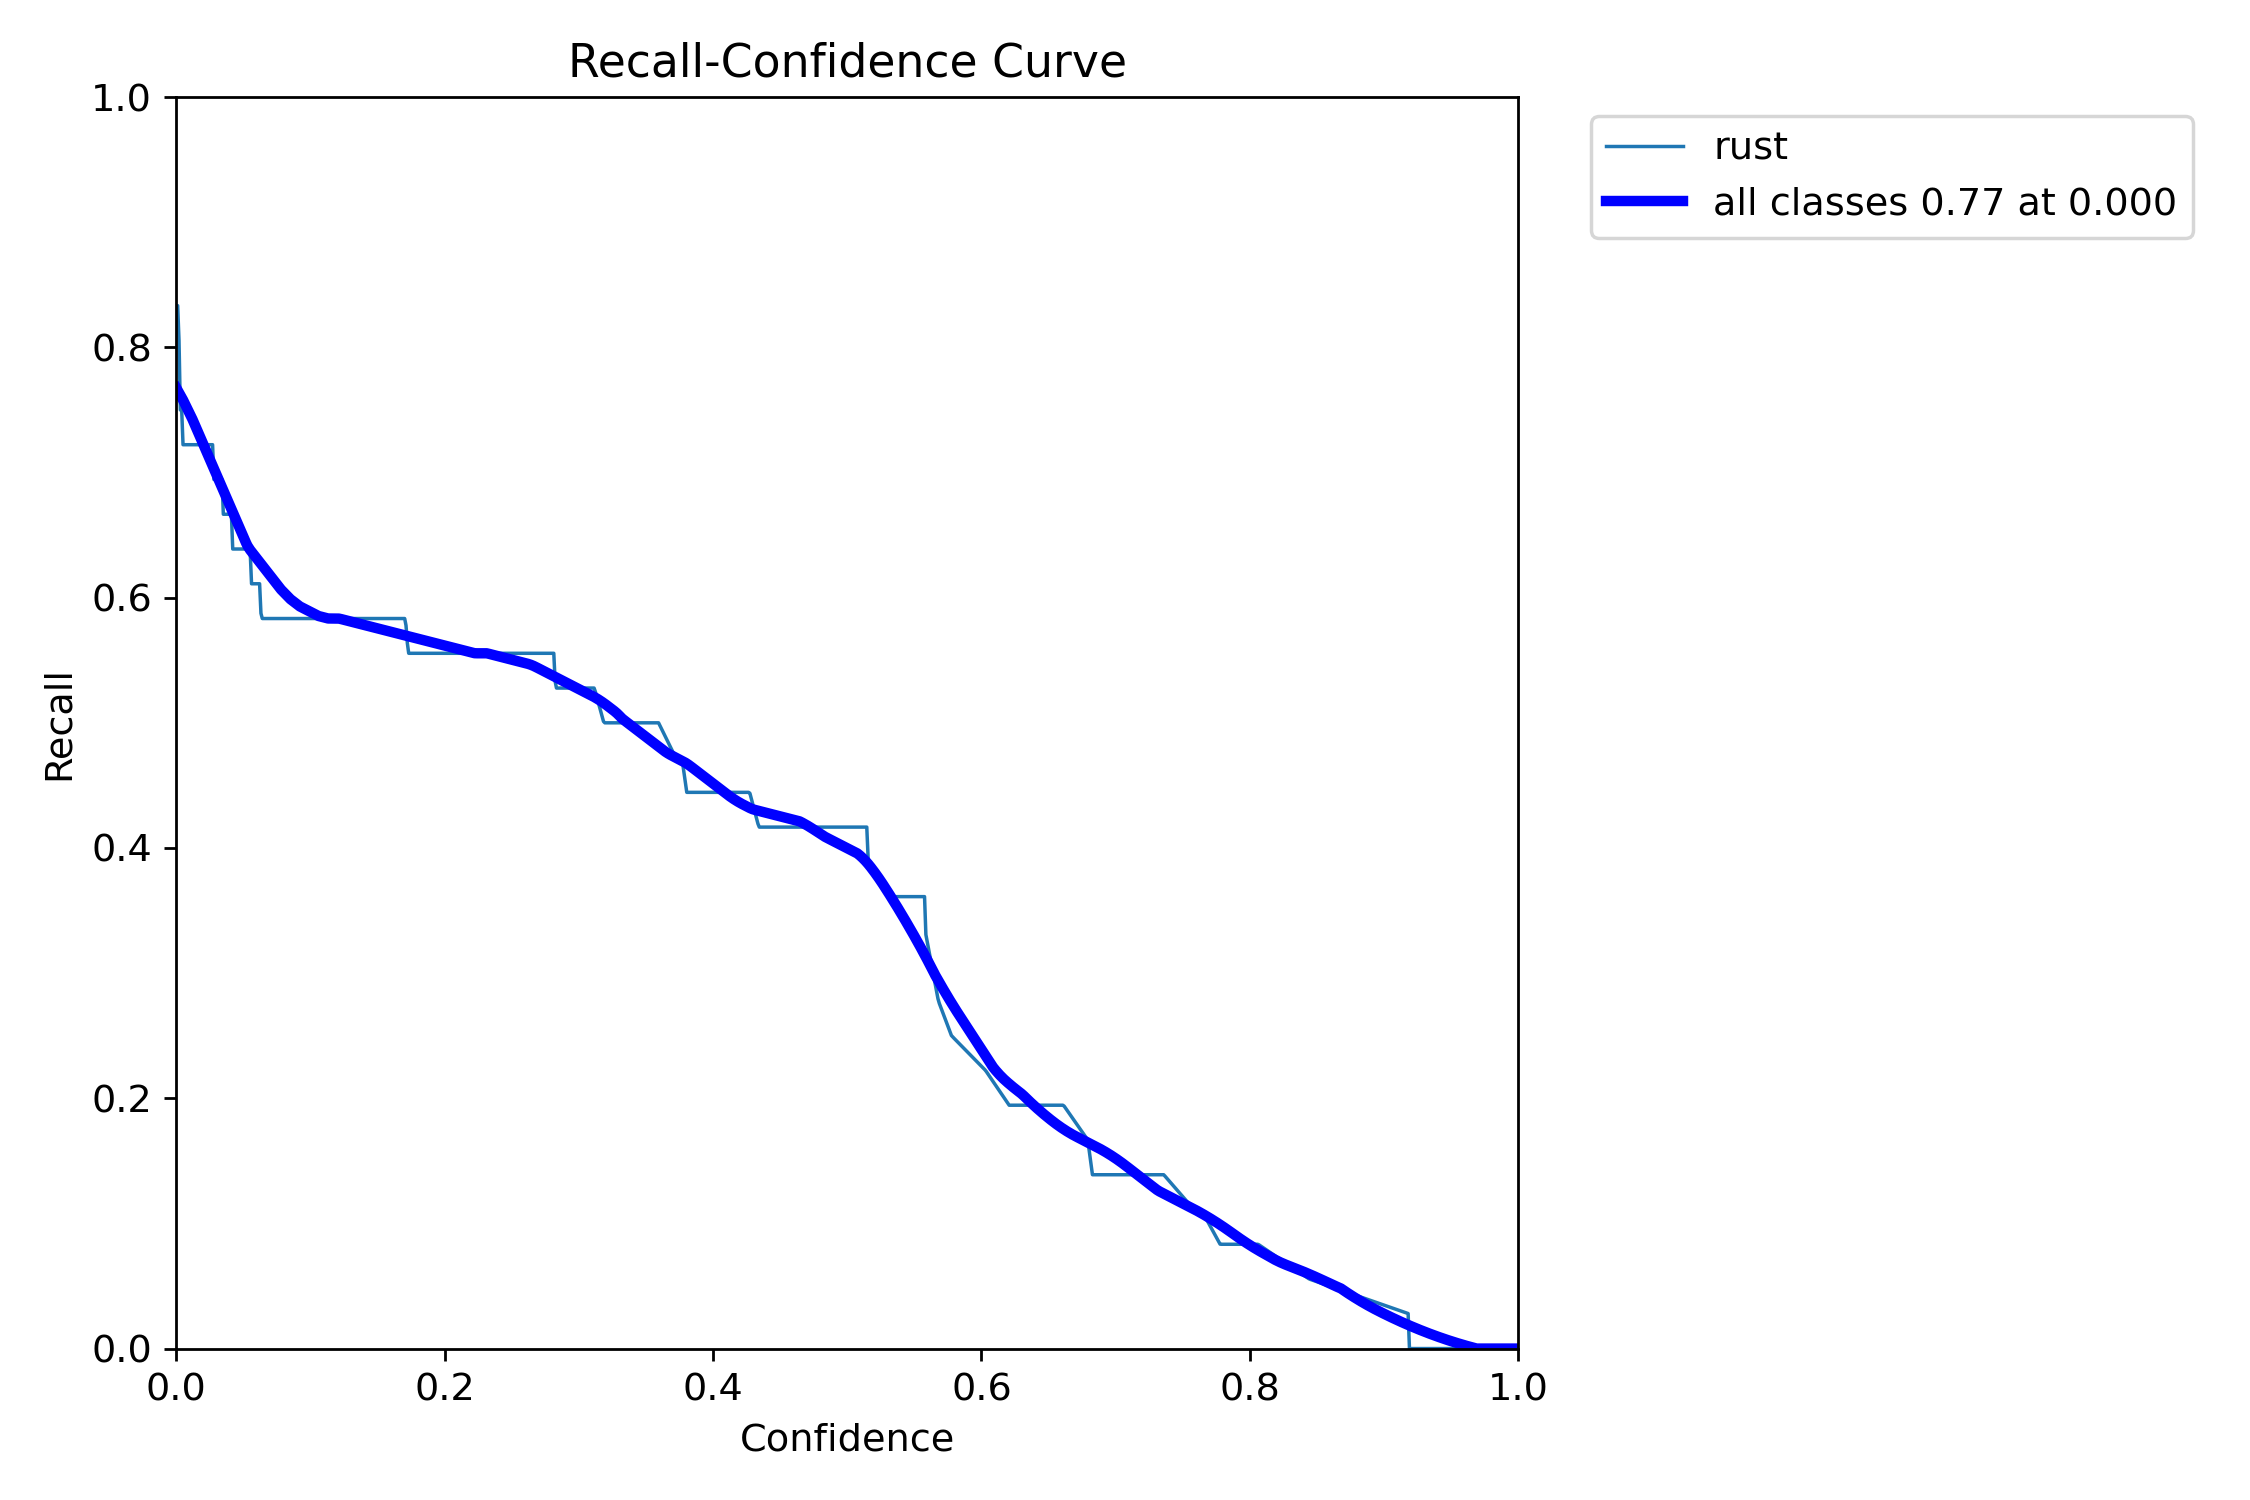 Recall-Confidence Curve
1.0
0.8
0.6
0.4
0.2
0.0
Recall
0.0 0.2 0.4 0.6 0.8 1.0
Confidence
rust
all classes 0.77 at 0.000